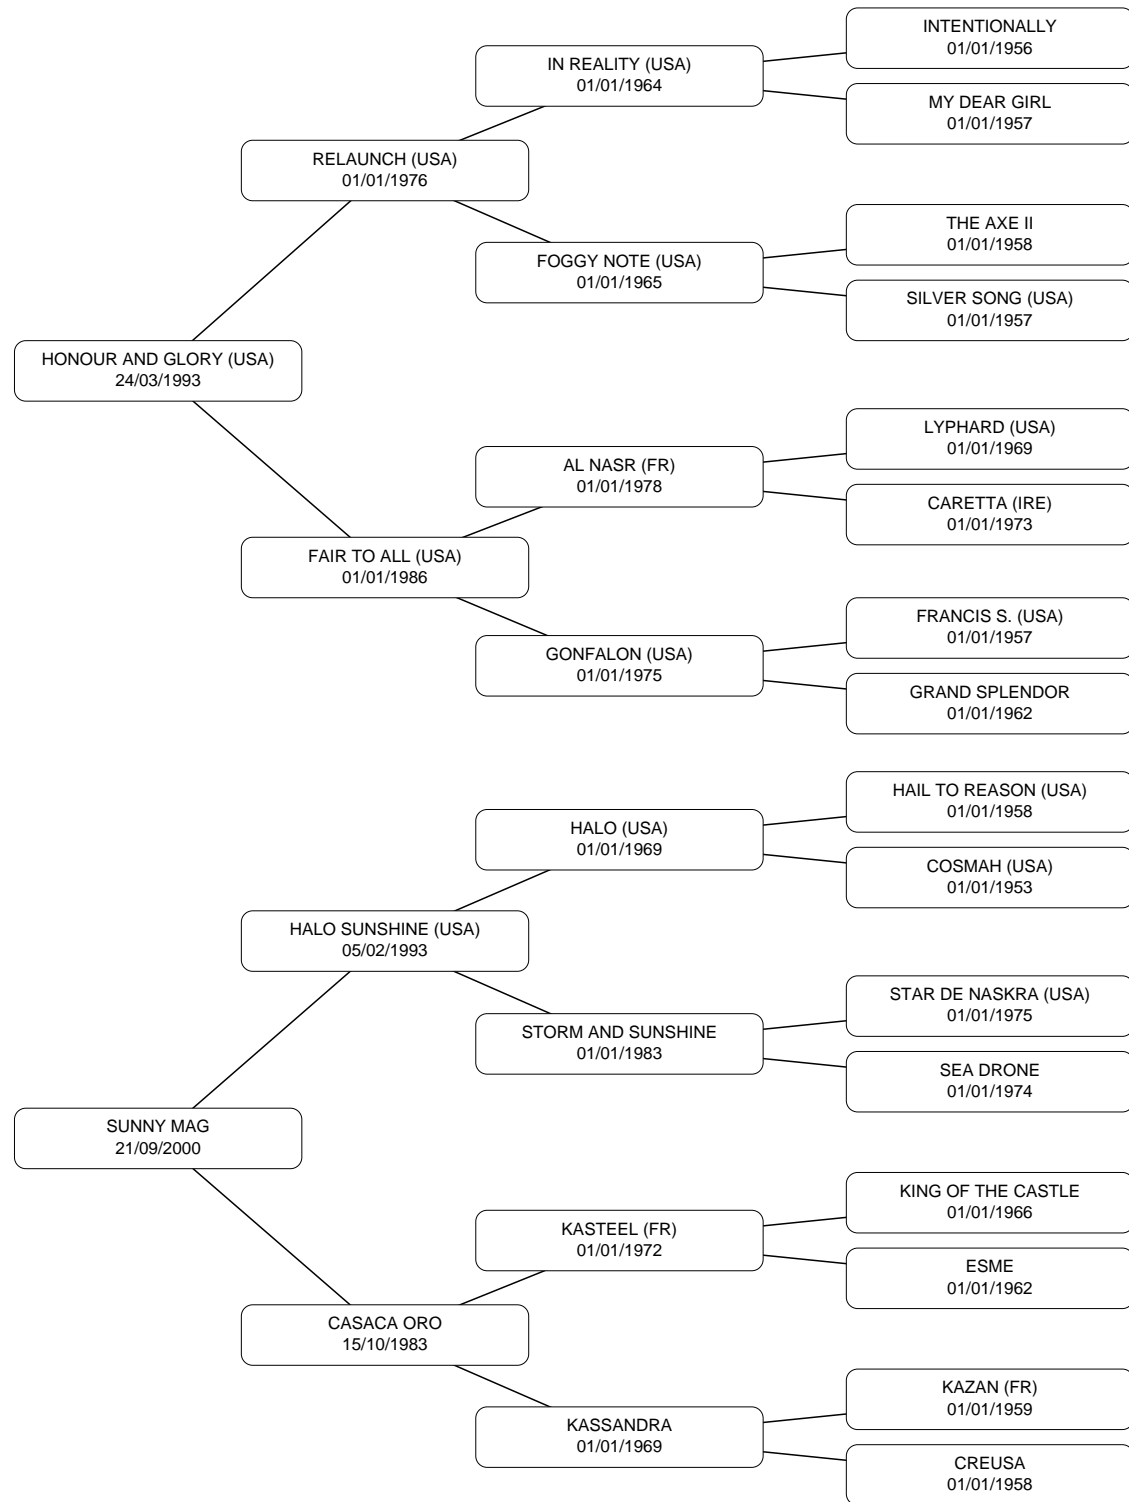 INTENTIONALLY
01/01/1956
IN REALITY (USA)
01/01/1964
MY DEAR GIRL
01/01/1957
RELAUNCH (USA)
01/01/1976
THE AXE II
01/01/1958
FOGGY NOTE (USA)
01/01/1965
SILVER SONG (USA)
01/01/1957
HONOUR AND GLORY (USA)
24/03/1993
LYPHARD (USA)
01/01/1969
AL NASR (FR)
01/01/1978
CARETTA (IRE)
01/01/1973
FAIR TO ALL (USA)
01/01/1986
FRANCIS S. (USA)
01/01/1957
GONFALON (USA)
01/01/1975
GRAND SPLENDOR
01/01/1962
HAIL TO REASON (USA)
01/01/1958
HALO (USA)
01/01/1969
COSMAH (USA)
01/01/1953
HALO SUNSHINE (USA)
05/02/1993
STAR DE NASKRA (USA)
01/01/1975
STORM AND SUNSHINE
01/01/1983
SEA DRONE
01/01/1974
SUNNY MAG
21/09/2000
KING OF THE CASTLE
01/01/1966
KASTEEL (FR)
01/01/1972
ESME
01/01/1962
CASACA ORO
15/10/1983
KAZAN (FR)
01/01/1959
KASSANDRA
01/01/1969
CREUSA
01/01/1958